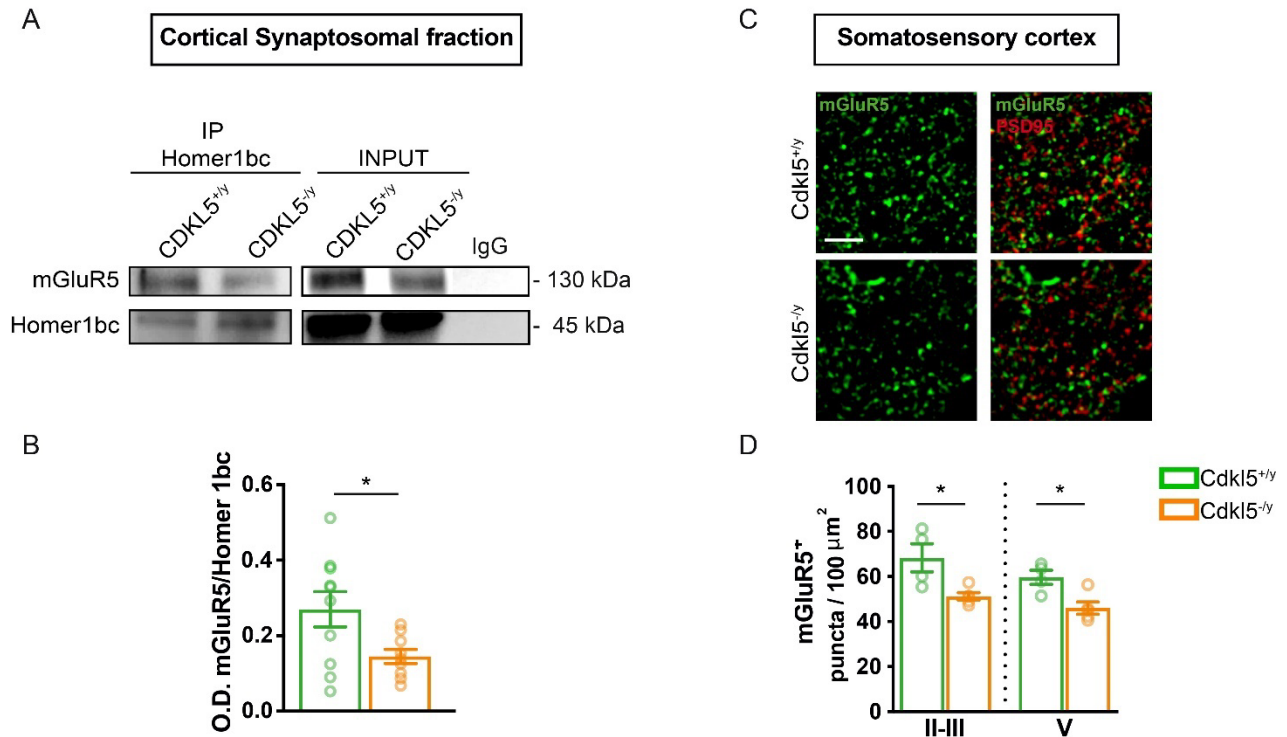 A
Cortical Synaptosomal fraction
IP
Homer1bc
INPUT
CDKL5+/y
CDKL5-/y
CDKL5+/y
CDKL5-/y
IgG
mGluR5
- 130 kDa
Homer1bc
- 45 kDa
B
O.D. mGluR5/Homer 1bc
0.6
0.4
0.2
0.0
*
C
Somatosensory cortex
mGluR5
mGluR5
PSD95
Cdkl5+/y
Cdkl5-/y
D
mGluR5+
puncta / 100 μm2
100
80
60
40
20
0
*
*
II-III
V
Cdkl5+/y
Cdkl5-/y